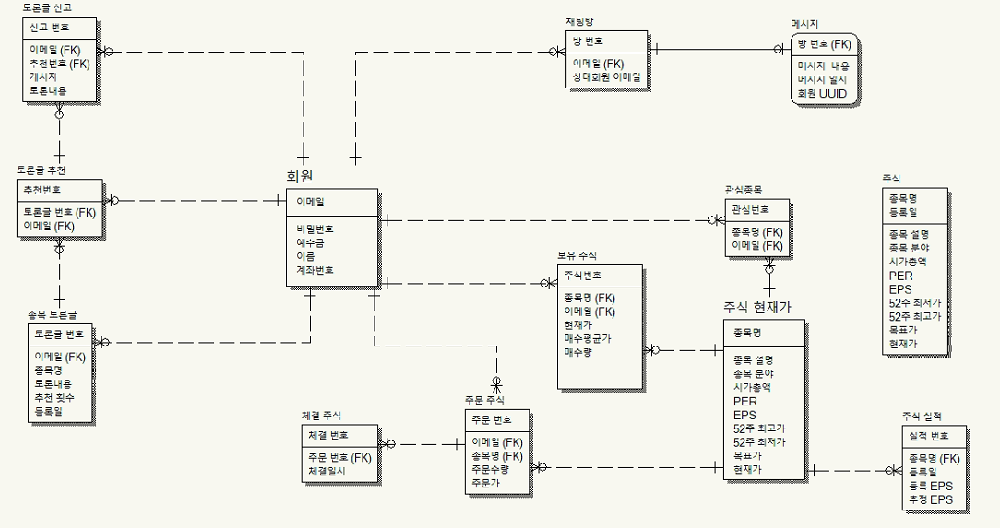 토론글 신고
신고 번호
이메일 (FK)
추천번호 (FK)
게시자
토론내용
채팅방
방 번호
이메일 (FK)
상대회원 이메일
메시지
방 번호 (FK)
메시지 내용
메시지 일시
회원 UUID
토론글 추천
추천번호
토론글 번호 (FK)
이메일 (FK)
회원
이메일
비밀번호
예수금
이름
계좌번호
관심종목
관심번호
종목명 (FK)
이메일 (FK)
주식
종목명
등록일
종목 설명
종목 분야
시가총액
PER
EPS
52주 최저가
52주 최고가
목표가
현재가
보유 주식
주식번호
종목명 (FK)
이메일 (FK)
현재가
매수평균가
매수량
주식 현재가
종목명
종목 설명
종목 분야
시가총액
PER
EPS
52주 최고가
52주 최저가
목표가
현재가
종목 토론글
토론글 번호
이메일 (FK)
종목명
토론내용
추천 횟수
등록일
체결 주식
체결 번호
주문 번호 (FK)
체결일시
주문 주식
주문 번호
이메일 (FK)
종목명 (FK)
주문수량
주문가
주식 실적
실적 번호
종목명 (FK)
등록일
등록 EPS
추정 EPS